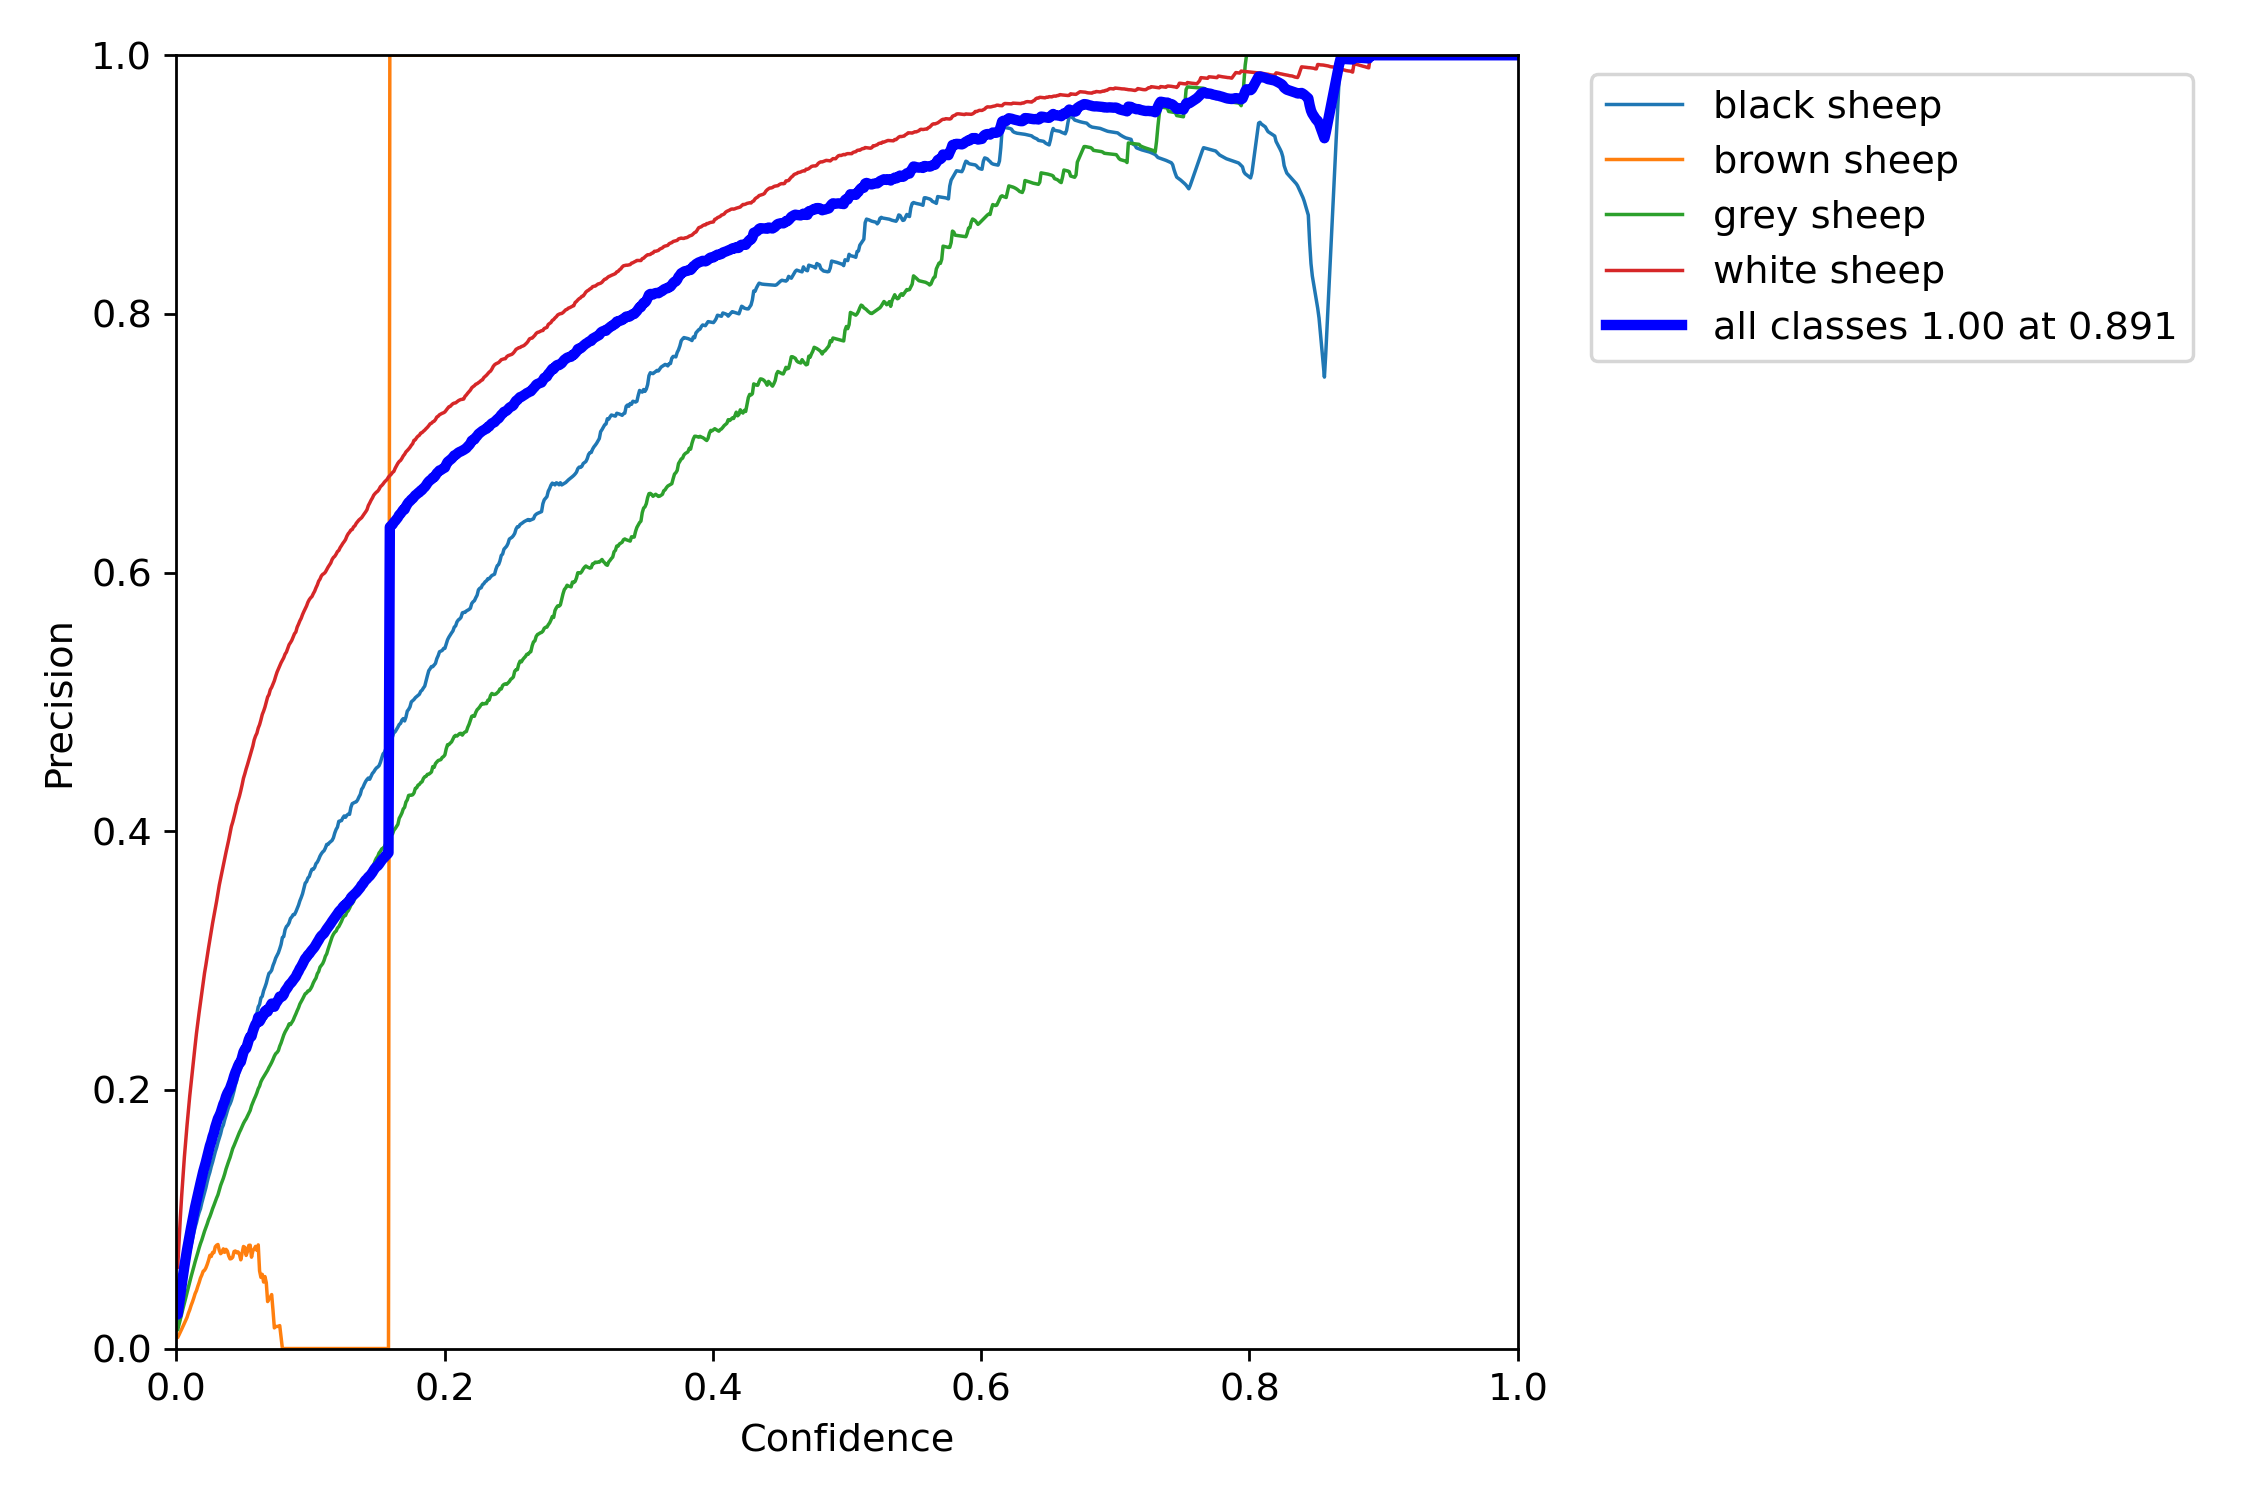 1.0
0.8
0.6
0.4
0.2
0.0
Precision
0.0 0.2 0.4 0.6 0.8 1.0
Confidence
black sheep
brown sheep
grey sheep
white sheep
all classes 1.00 at 0.891